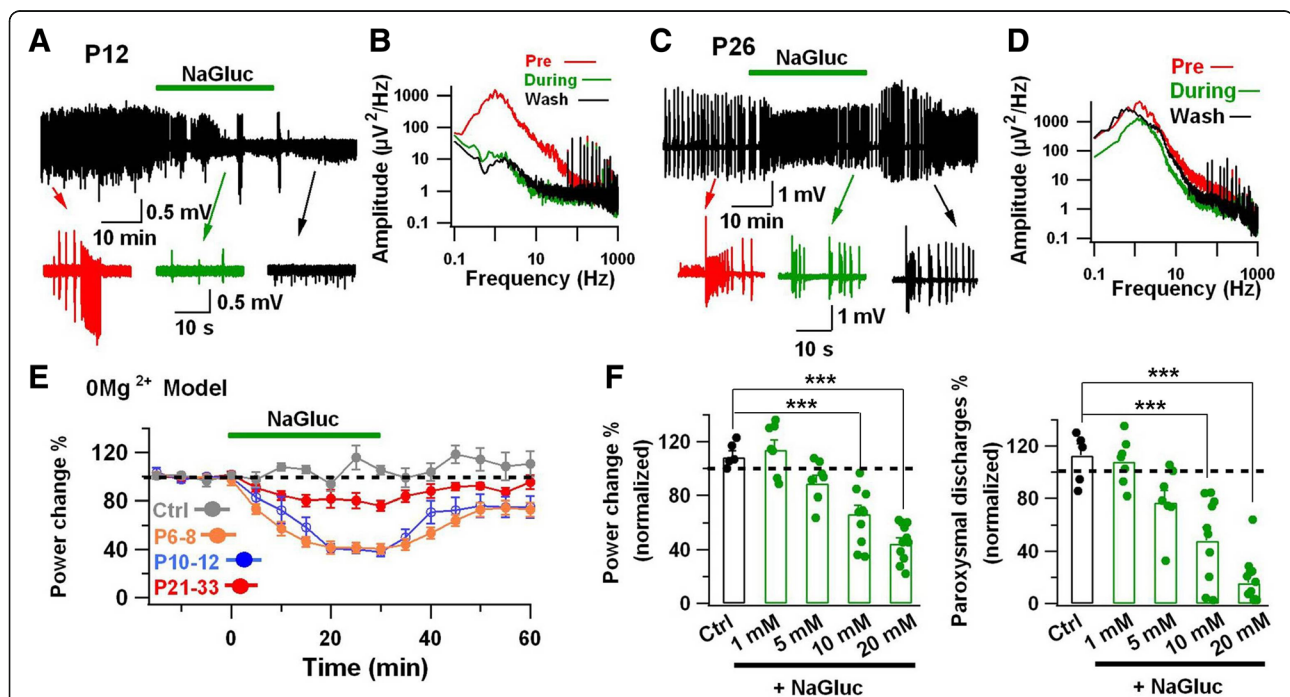 A
P12
NaGluc
0.5 mV
10 min
0.5 mV
10 s
B
Pre
During
Wash
Amplitude (µV²/Hz)
1000
100
10
1
0.1
0.1
10
1000
Frequency (Hz)
C
P26
NaGluc
1 mV
10 min
1 mV
10 s
D
Pre
During
Wash
Amplitude (µV²/Hz)
1000
100
10
1
0.1
0.1
10
1000
Frequency (Hz)
E
0Mg²⁺ Model
NaGluc
Power change %
120
80
40
0
Ctrl
P6-8
P10-12
P21-33
0
20
40
60
Time (min)
F
Power change %
(normalized)
120
80
40
0
***
***
Ctrl
1 mM
5 mM
10 mM
20 mM
+ NaGluc
Paroxysmal discharges %
(normalized)
120
80
40
0
***
***
Ctrl
1 mM
5 mM
10 mM
20 mM
+ NaGluc